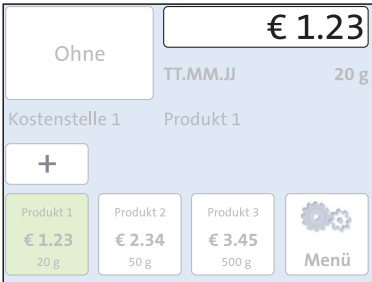 Ohne
€ 1.23
TT.MM.JJ 20 g
Kostenstelle 1 Produkt 1
+
Produkt 1 Produkt 2 Produkt 3
€ 1.23 € 2.34 € 3.45 Menü
20 g 50 g 500 g